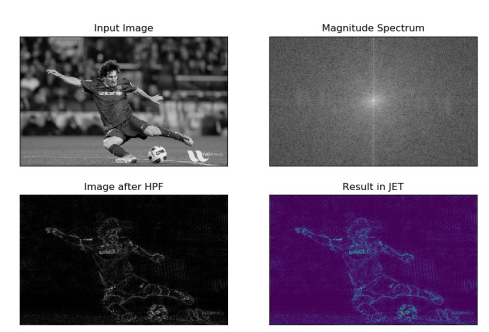 Input Image
Magnitude Spectrum
Image after HPF
Result in JET